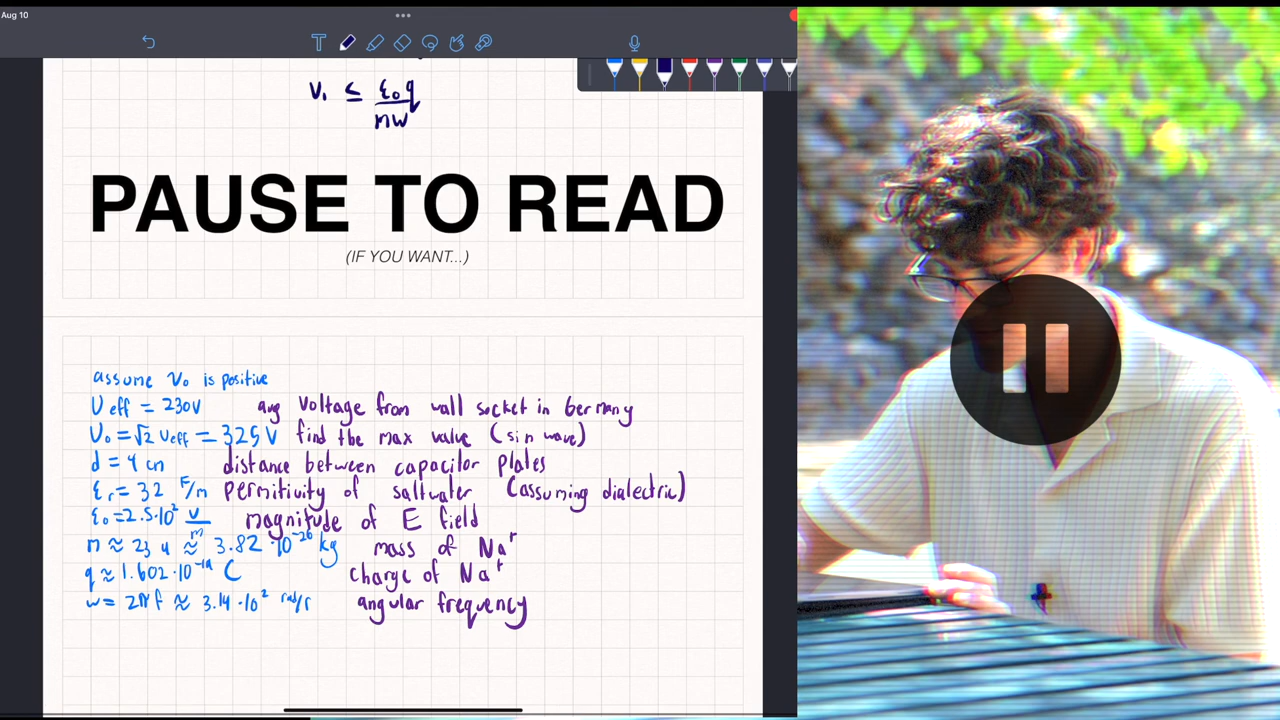 Aug 10
v₁ ≤ ε₀q
mw
PAUSE TO READ
(IF YOU WANT...)
assume v₀ is positive
U eff = 230V avg voltage from wall socket in Germany
U₀ = √2 U eff = 325 V find the max value (sin wave)
d = 4 cm distance between capacitor plates
ε r = 32 F/m permitivity of saltwater (assuming dialectric)
ε₀ = 2.5·10² V/m magnitude of E field
m ≈ 23 u ≈ 3.82·10⁻²⁶ kg mass of Na⁺
q ≈ 1.602·10⁻¹⁹ C charge of Na⁺
w = 2πf ≈ 3.14·10² rad/s angular frequency